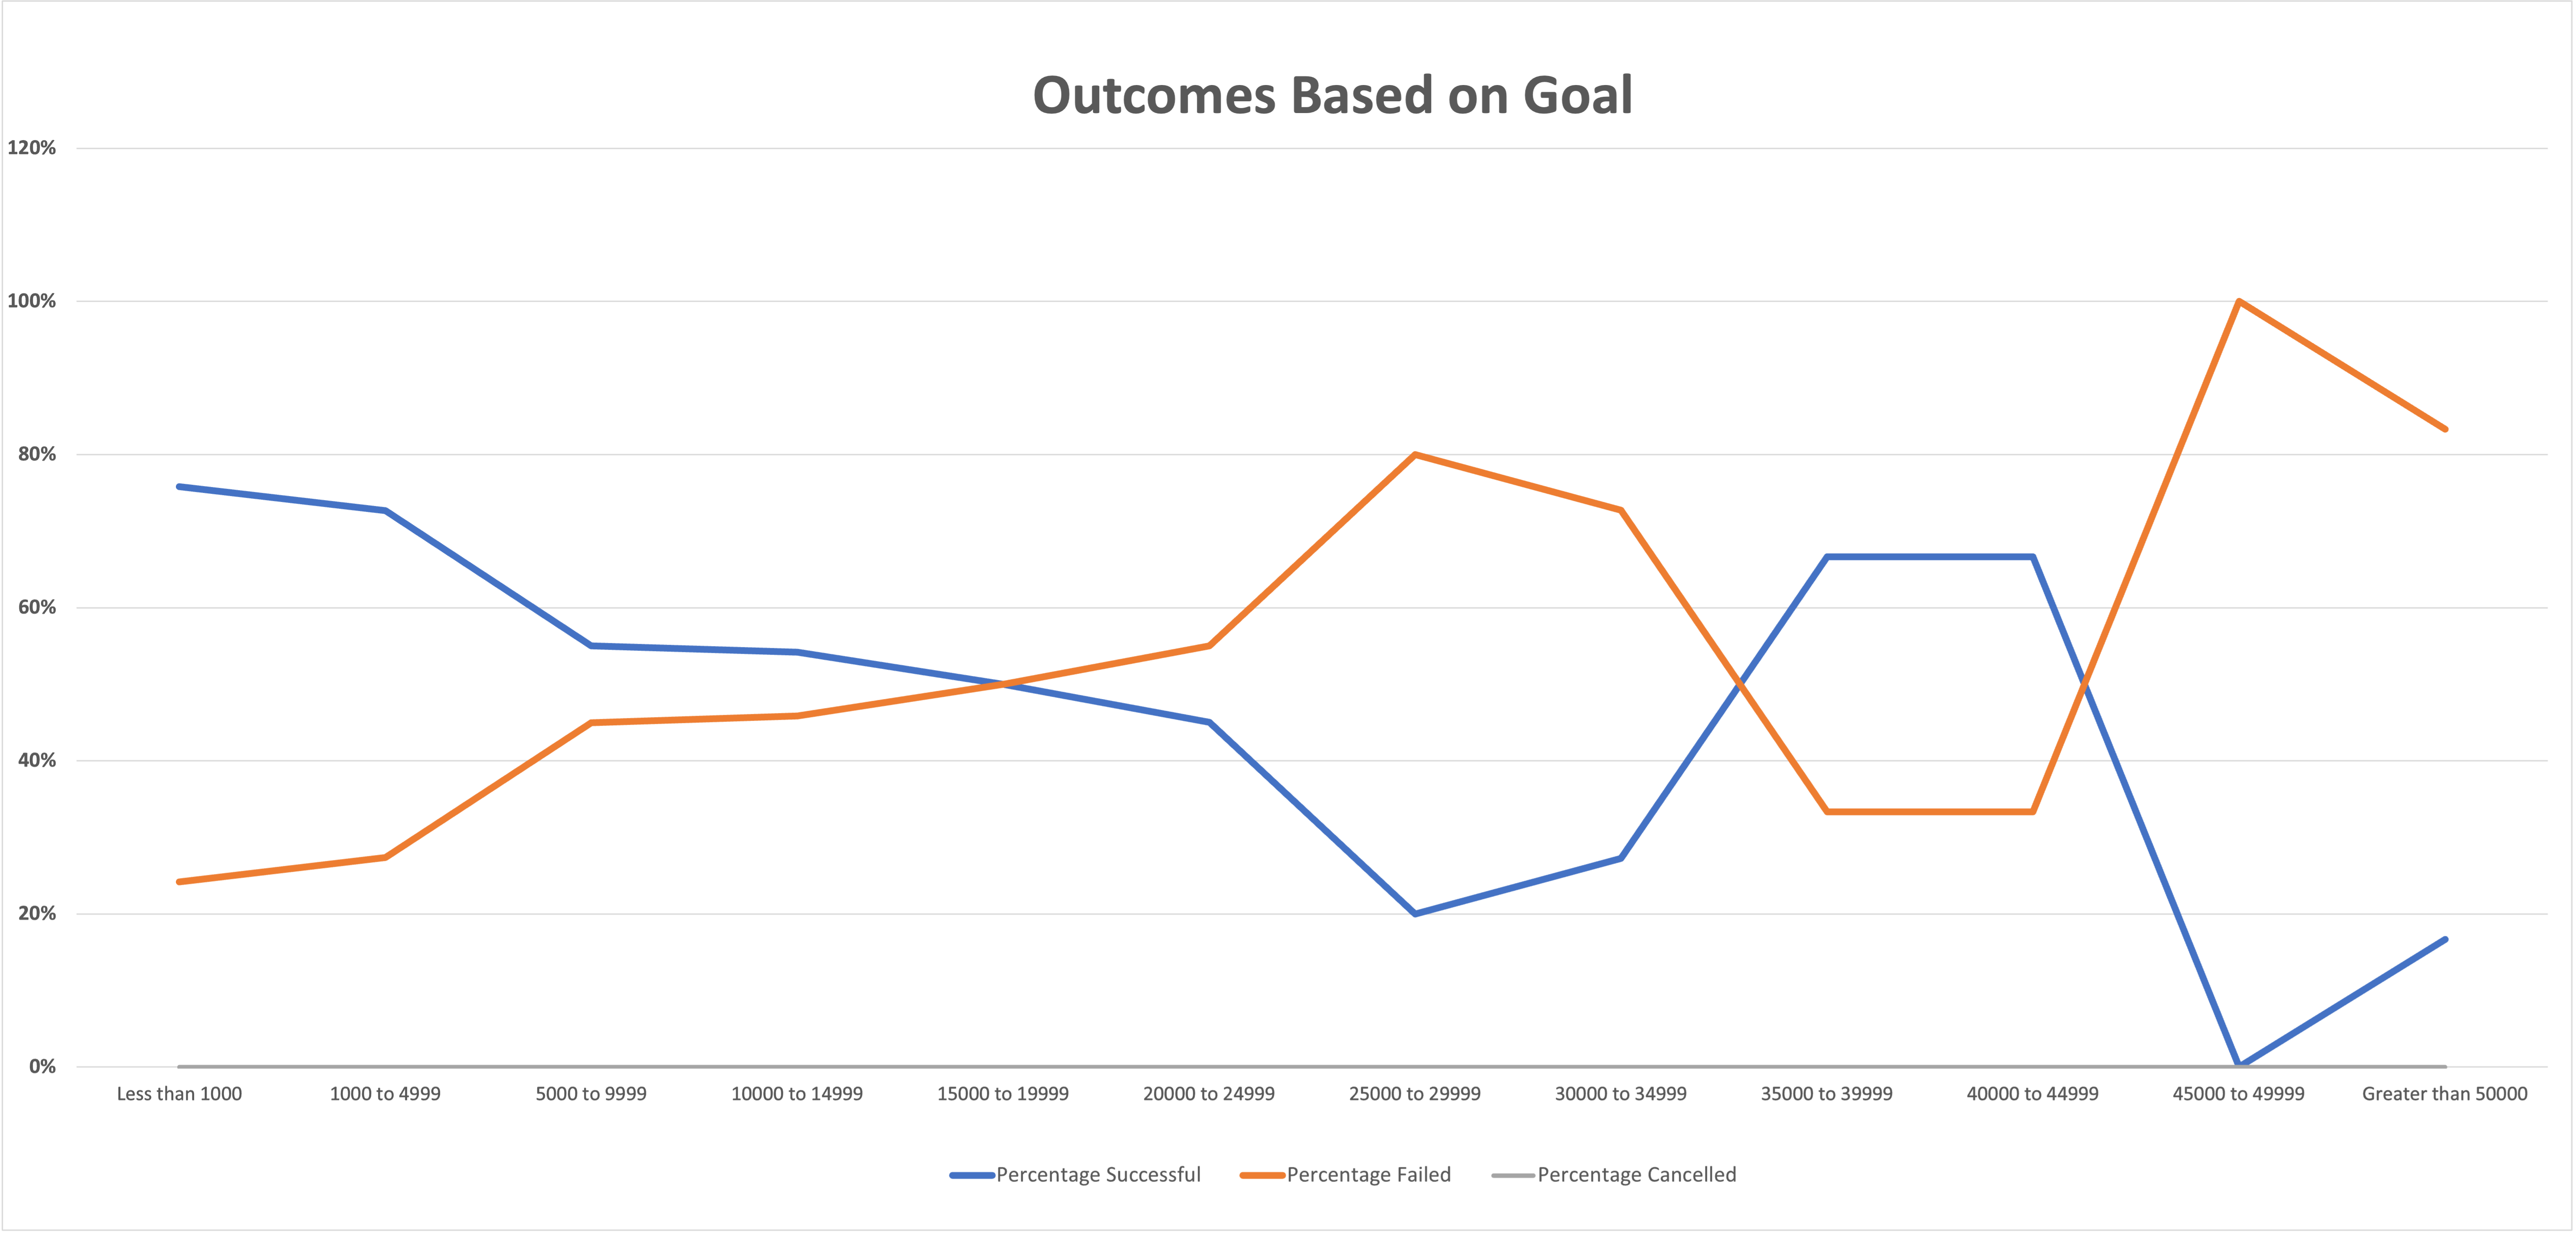 Outcomes Based on Goal
120%
100%
80%
60%
40%
20%
0%
Less than 1000 1000 to 4999 5000 to 9999 10000 to 14999 15000 to 19999 20000 to 24999 25000 to 29999 30000 to 34999 35000 to 39999 40000 to 44999 45000 to 49999 Greater than 50000
Percentage Successful Percentage Failed Percentage Cancelled